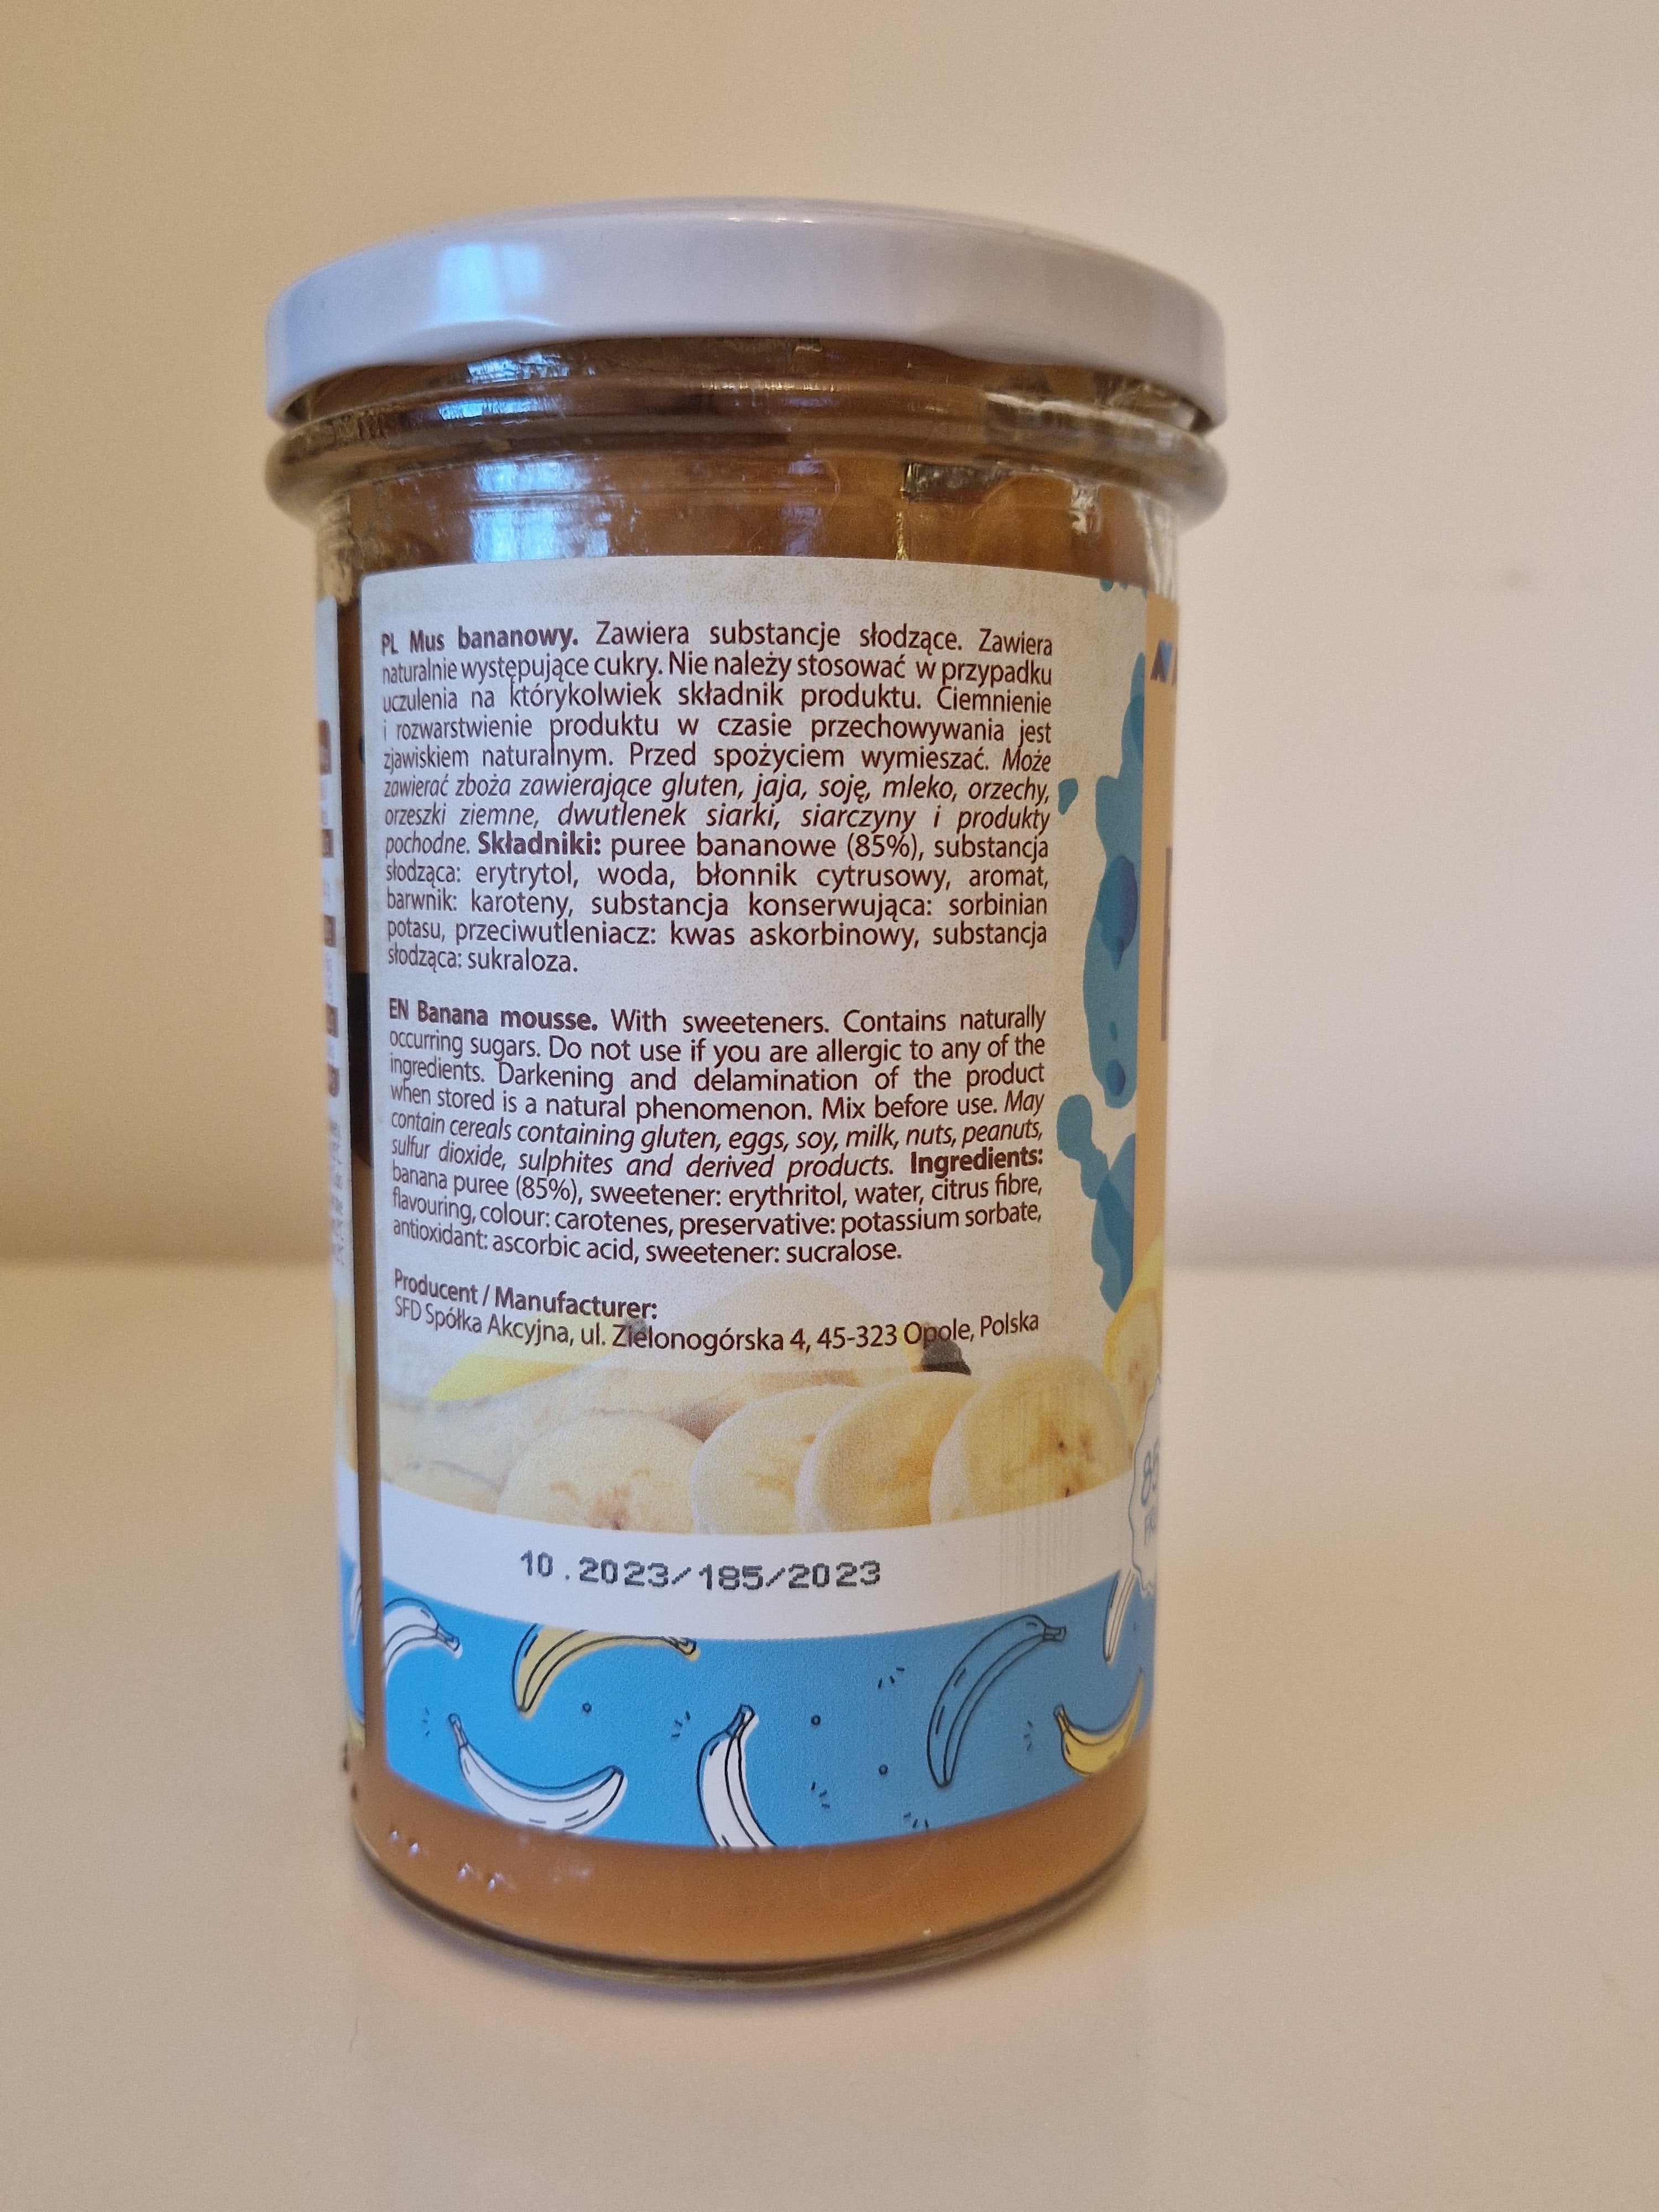 PL Mus bananowy. Zawiera substancje słodzące. Zawiera
naturalnie występujące cukry. Nie należy stosować w przypadku
uczulenia na którykolwiek składnik produktu. Ciemnienie
i rozwarstwienie produktu w czasie przechowywania jest
zjawiskiem naturalnym. Przed spożyciem wymieszać. Może
zawierać zboża zawierające gluten, jaja, soję, mleko, orzechy,
orzeszki ziemne, dwutlenek siarki, siarczyny i produkty
pochodne. Składniki: puree bananowe (85%), substancja
słodząca: erytrytol, woda, błonnik cytrusowy, aromat,
barwnik: karoteny, substancja konserwująca: sorbinian
potasu, przeciwutleniacz: kwas askorbinowy, substancja
słodząca: sukraloza.
EN Banana mousse. With sweeteners. Contains naturally
occurring sugars. Do not use if you are allergic to any of the
ingredients. Darkening and delamination of the product
when stored is a natural phenomenon. Mix before use. May
contain cereals containing gluten, eggs, soy, milk, nuts, peanuts,
sulfur dioxide, sulphites and derived products. Ingredients:
banana puree (85%), sweetener: erythritol, water, citrus fibre,
flavouring, colour: carotenes, preservative: potassium sorbate,
antioxidant: ascorbic acid, sweetener: sucralose.
Producent / Manufacturer:
SFD Spółka Akcyjna, ul. Zielonogórska 4, 45-323 Opole, Polska
10.2023/185/2023